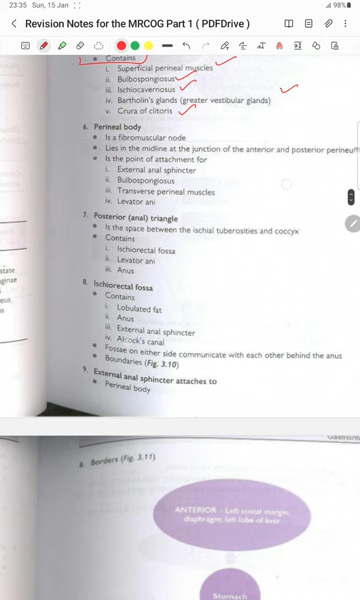 23:35 Sun, 15 Jan
98%
Revision Notes for the MRCOG Part 1 ( PDFDrive )
Contains
i. Superficial perineal muscles
ii. Bulbospongiosus
iii. Ischiocavernosus
iv. Bartholin's glands (greater vestibular glands)
v. Crura of clitoris
6. Perineal body
Is a fibromuscular node
Lies in the midline at the junction of the anterior and posterior perineum
Is the point of attachment for
i. External anal sphincter
ii. Bulbospongiosus
iii. Transverse perineal muscles
iv. Levator ani
7. Posterior (anal) triangle
Is the space between the ischial tuberosities and coccyx
Contains
i. Ischiorectal fossa
ii. Levator ani
iii. Anus
8. Ischiorectal fossa
Contains
i. Lobulated fat
ii. Anus
iii. External anal sphincter
iv. Alcock's canal
Fossae on either side communicate with each other behind the anus
Boundaries (Fig. 3.10)
9. External anal sphincter attaches to
Perineal body
8. Borders (Fig. 3.11)
ANTERIOR – Left costal margin;
diaphragm; left lobe of liver
Stomach